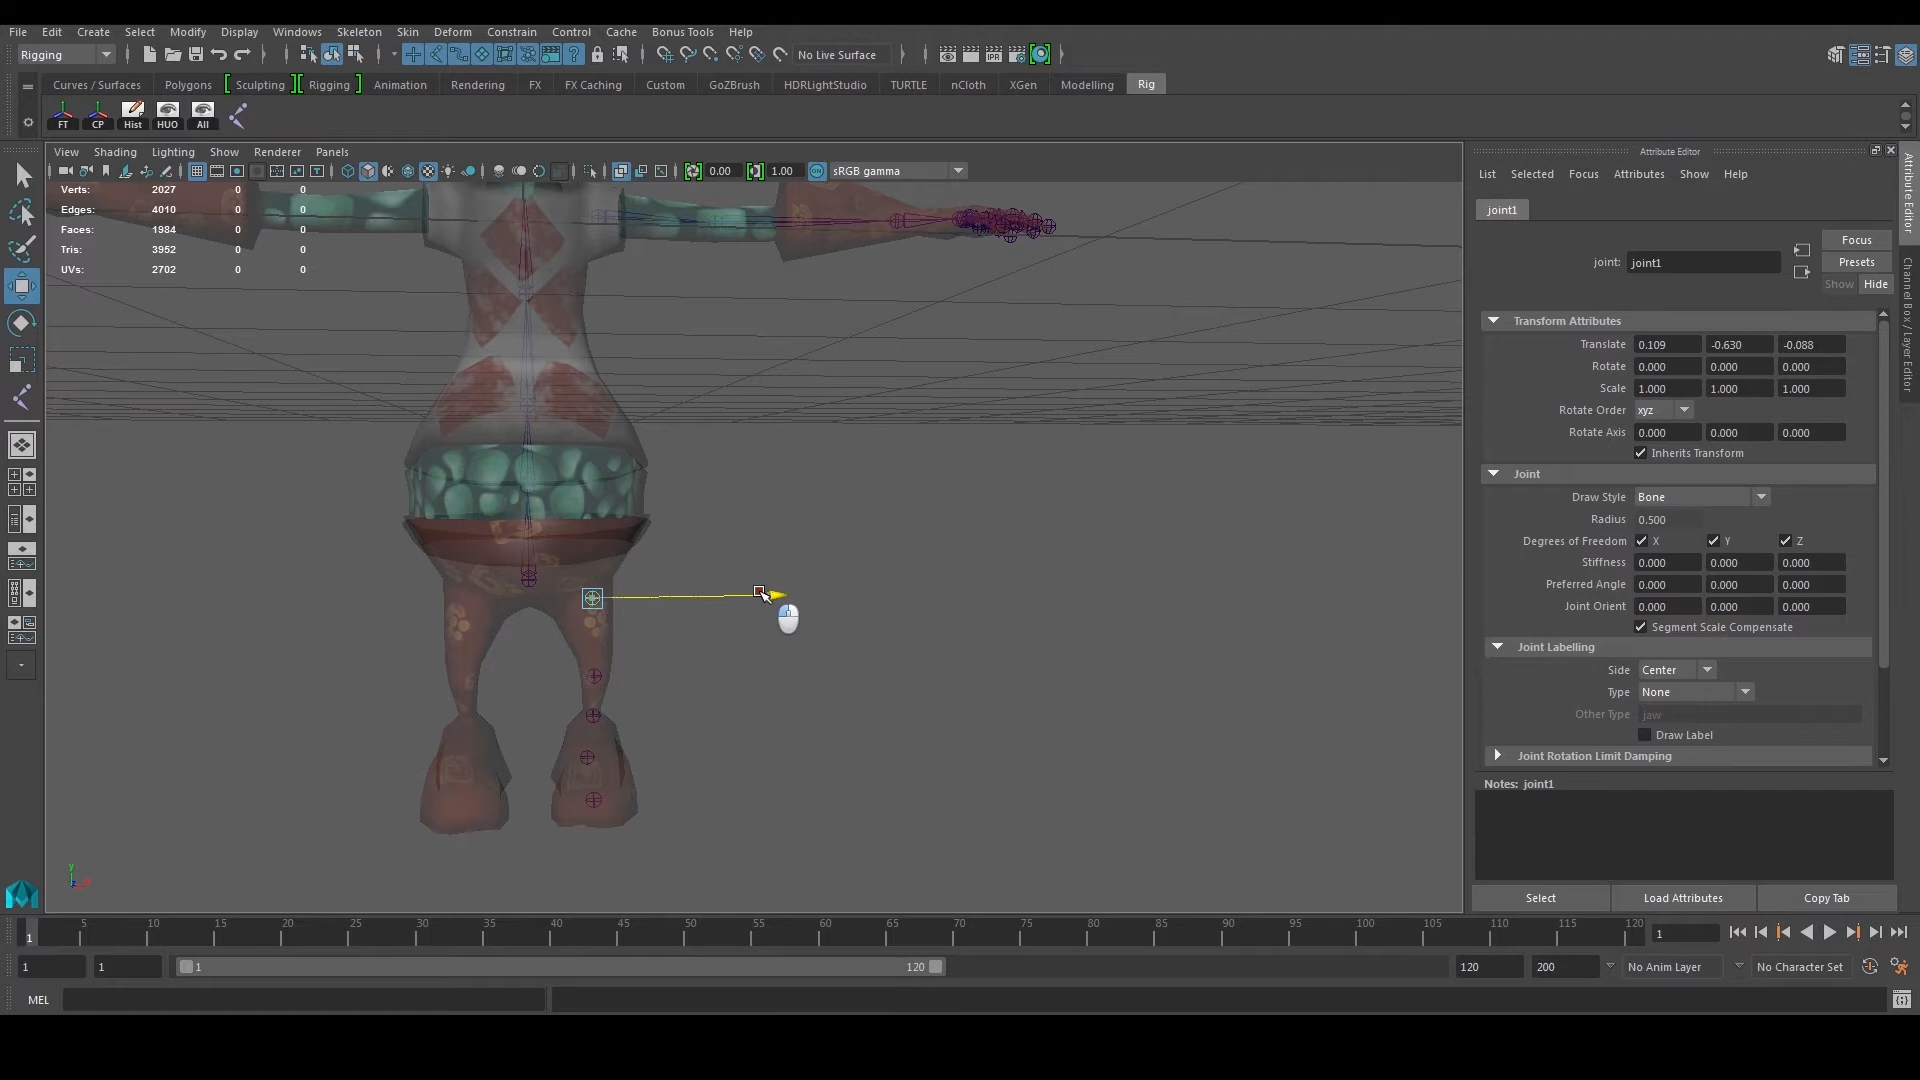 File Edit Create Select Modify Display Windows Skeleton Skin Deform Constrain Control Cache Bonus Tools Help
Rigging No Live Surface IPR
Curves / Surfaces Polygons Sculpting Rigging Animation Rendering FX FX Caching Custom GoZBrush HDRLightStudio TURTLE nCloth XGen Modelling Rig
FT CP Hist HUO All
View Shading Lighting Show Renderer Panels
0.00 1.00 ON sRGB gamma
Verts: 2027 0 0
Edges: 4010 0 0
Faces: 1984 0 0
Tris: 3952 0 0
UVs: 2702 0 0
y
Attribute Editor
List Selected Focus Attributes Show Help
joint1
joint: joint1
Focus
Presets
Show Hide
Transform Attributes
Translate 0.109 -0.630 -0.088
Rotate 0.000 0.000 0.000
Scale 1.000 1.000 1.000
Rotate Order xyz
Rotate Axis 0.000 0.000 0.000
Inherits Transform
Joint
Draw Style Bone
Radius 0.500
Degrees of Freedom X Y Z
Stiffness 0.000 0.000 0.000
Preferred Angle 0.000 0.000 0.000
Joint Orient 0.000 0.000 0.000
Segment Scale Compensate
Joint Labelling
Side Center
Type None
Other Type jaw
Draw Label
Joint Rotation Limit Damping
Notes: joint1
Select Load Attributes Copy Tab
Attribute Editor
Channel Box / Layer Editor
1 5 10 15 20 25 30 35 40 45 50 55 60 65 70 75 80 85 90 95 100 105 110 115 120 1
1 1 1 120 120 200 No Anim Layer No Character Set
MEL